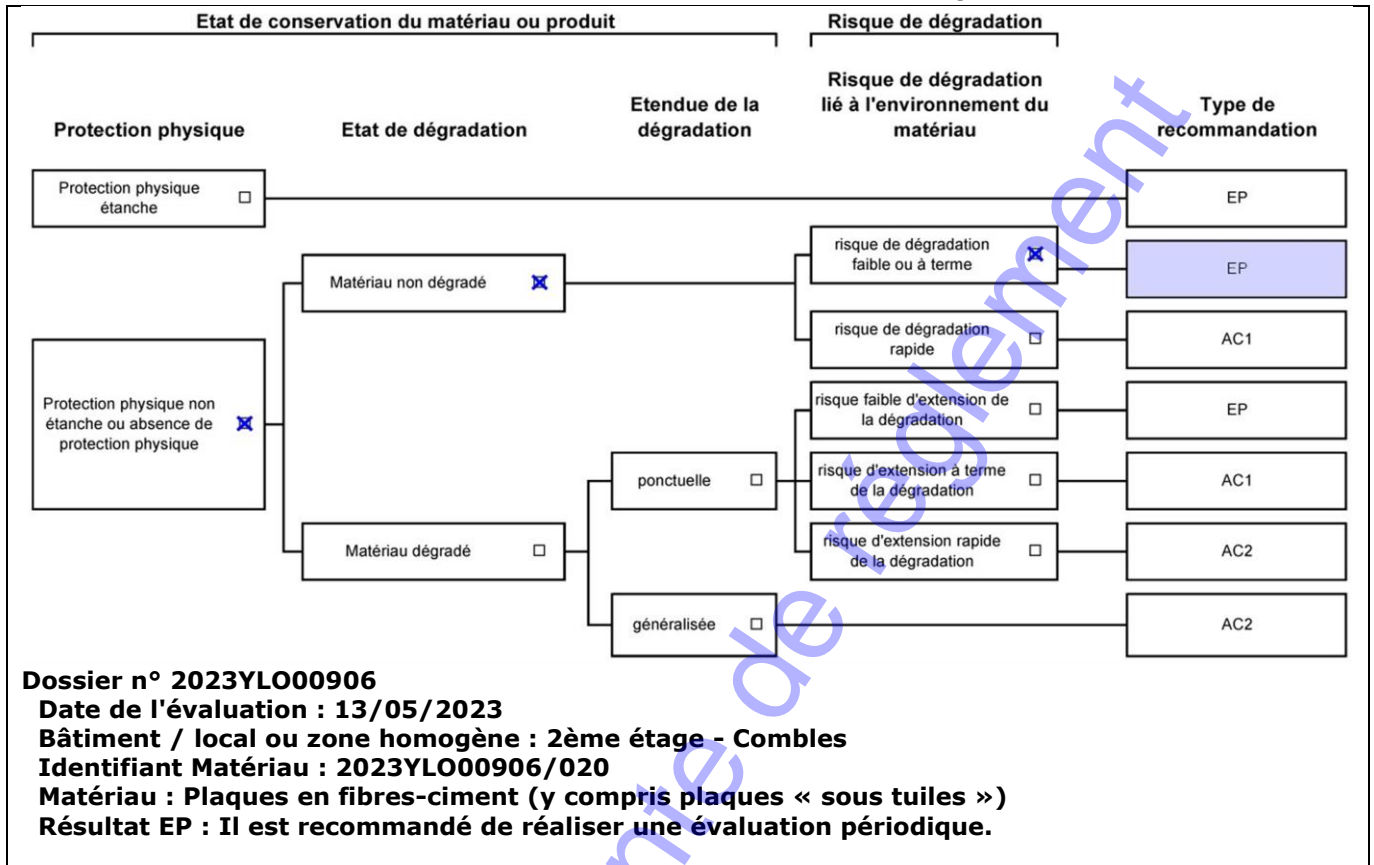 Etat de conservation du matériau ou produit
Risque de dégradation
Protection physique
Etat de dégradation
Etendue de la
dégradation
Risque de dégradation
lié à l'environnement du
matériau
Type de
recommandation
Protection physique
étanche
EP
risque de dégradation
faible ou à terme
EP
Matériau non dégradé
risque de dégradation
rapide
AC1
Protection physique non
étanche ou absence de
protection physique
risque faible d'extension de
la dégradation
EP
ponctuelle
risque d'extension à terme
de la dégradation
AC1
Matériau dégradé
risque d'extension rapide
de la dégradation
AC2
généralisée
AC2
Dossier n° 2023YLO00906
Date de l'évaluation : 13/05/2023
Bâtiment / local ou zone homogène : 2ème étage - Combles
Identifiant Matériau : 2023YLO00906/020
Matériau : Plaques en fibres-ciment (y compris plaques « sous tuiles »)
Résultat EP : Il est recommandé de réaliser une évaluation périodique.
nte de réglement